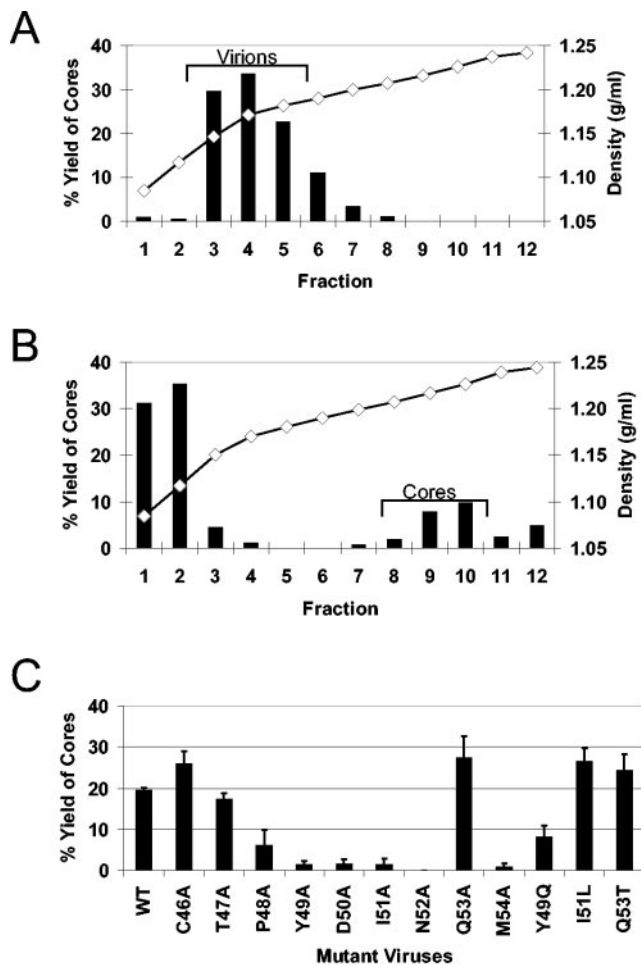 A
% Yield of Cores
40
30
20
10
0
Virions
1.25
1.20
1.15
1.10
1.05
Density (g/ml)
1 2 3 4 5 6 7 8 9 10 11 12
Fraction
B
% Yield of Cores
40
30
20
10
0
Cores
1.25
1.20
1.15
1.10
1.05
Density (g/ml)
1 2 3 4 5 6 7 8 9 10 11 12
Fraction
C
% Yield of Cores
40
30
20
10
0
WT
C46A
T47A
P48A
Y49A
D50A
I51A
N52A
Q53A
M54A
Y49Q
I51L
Q53T
Mutant Viruses